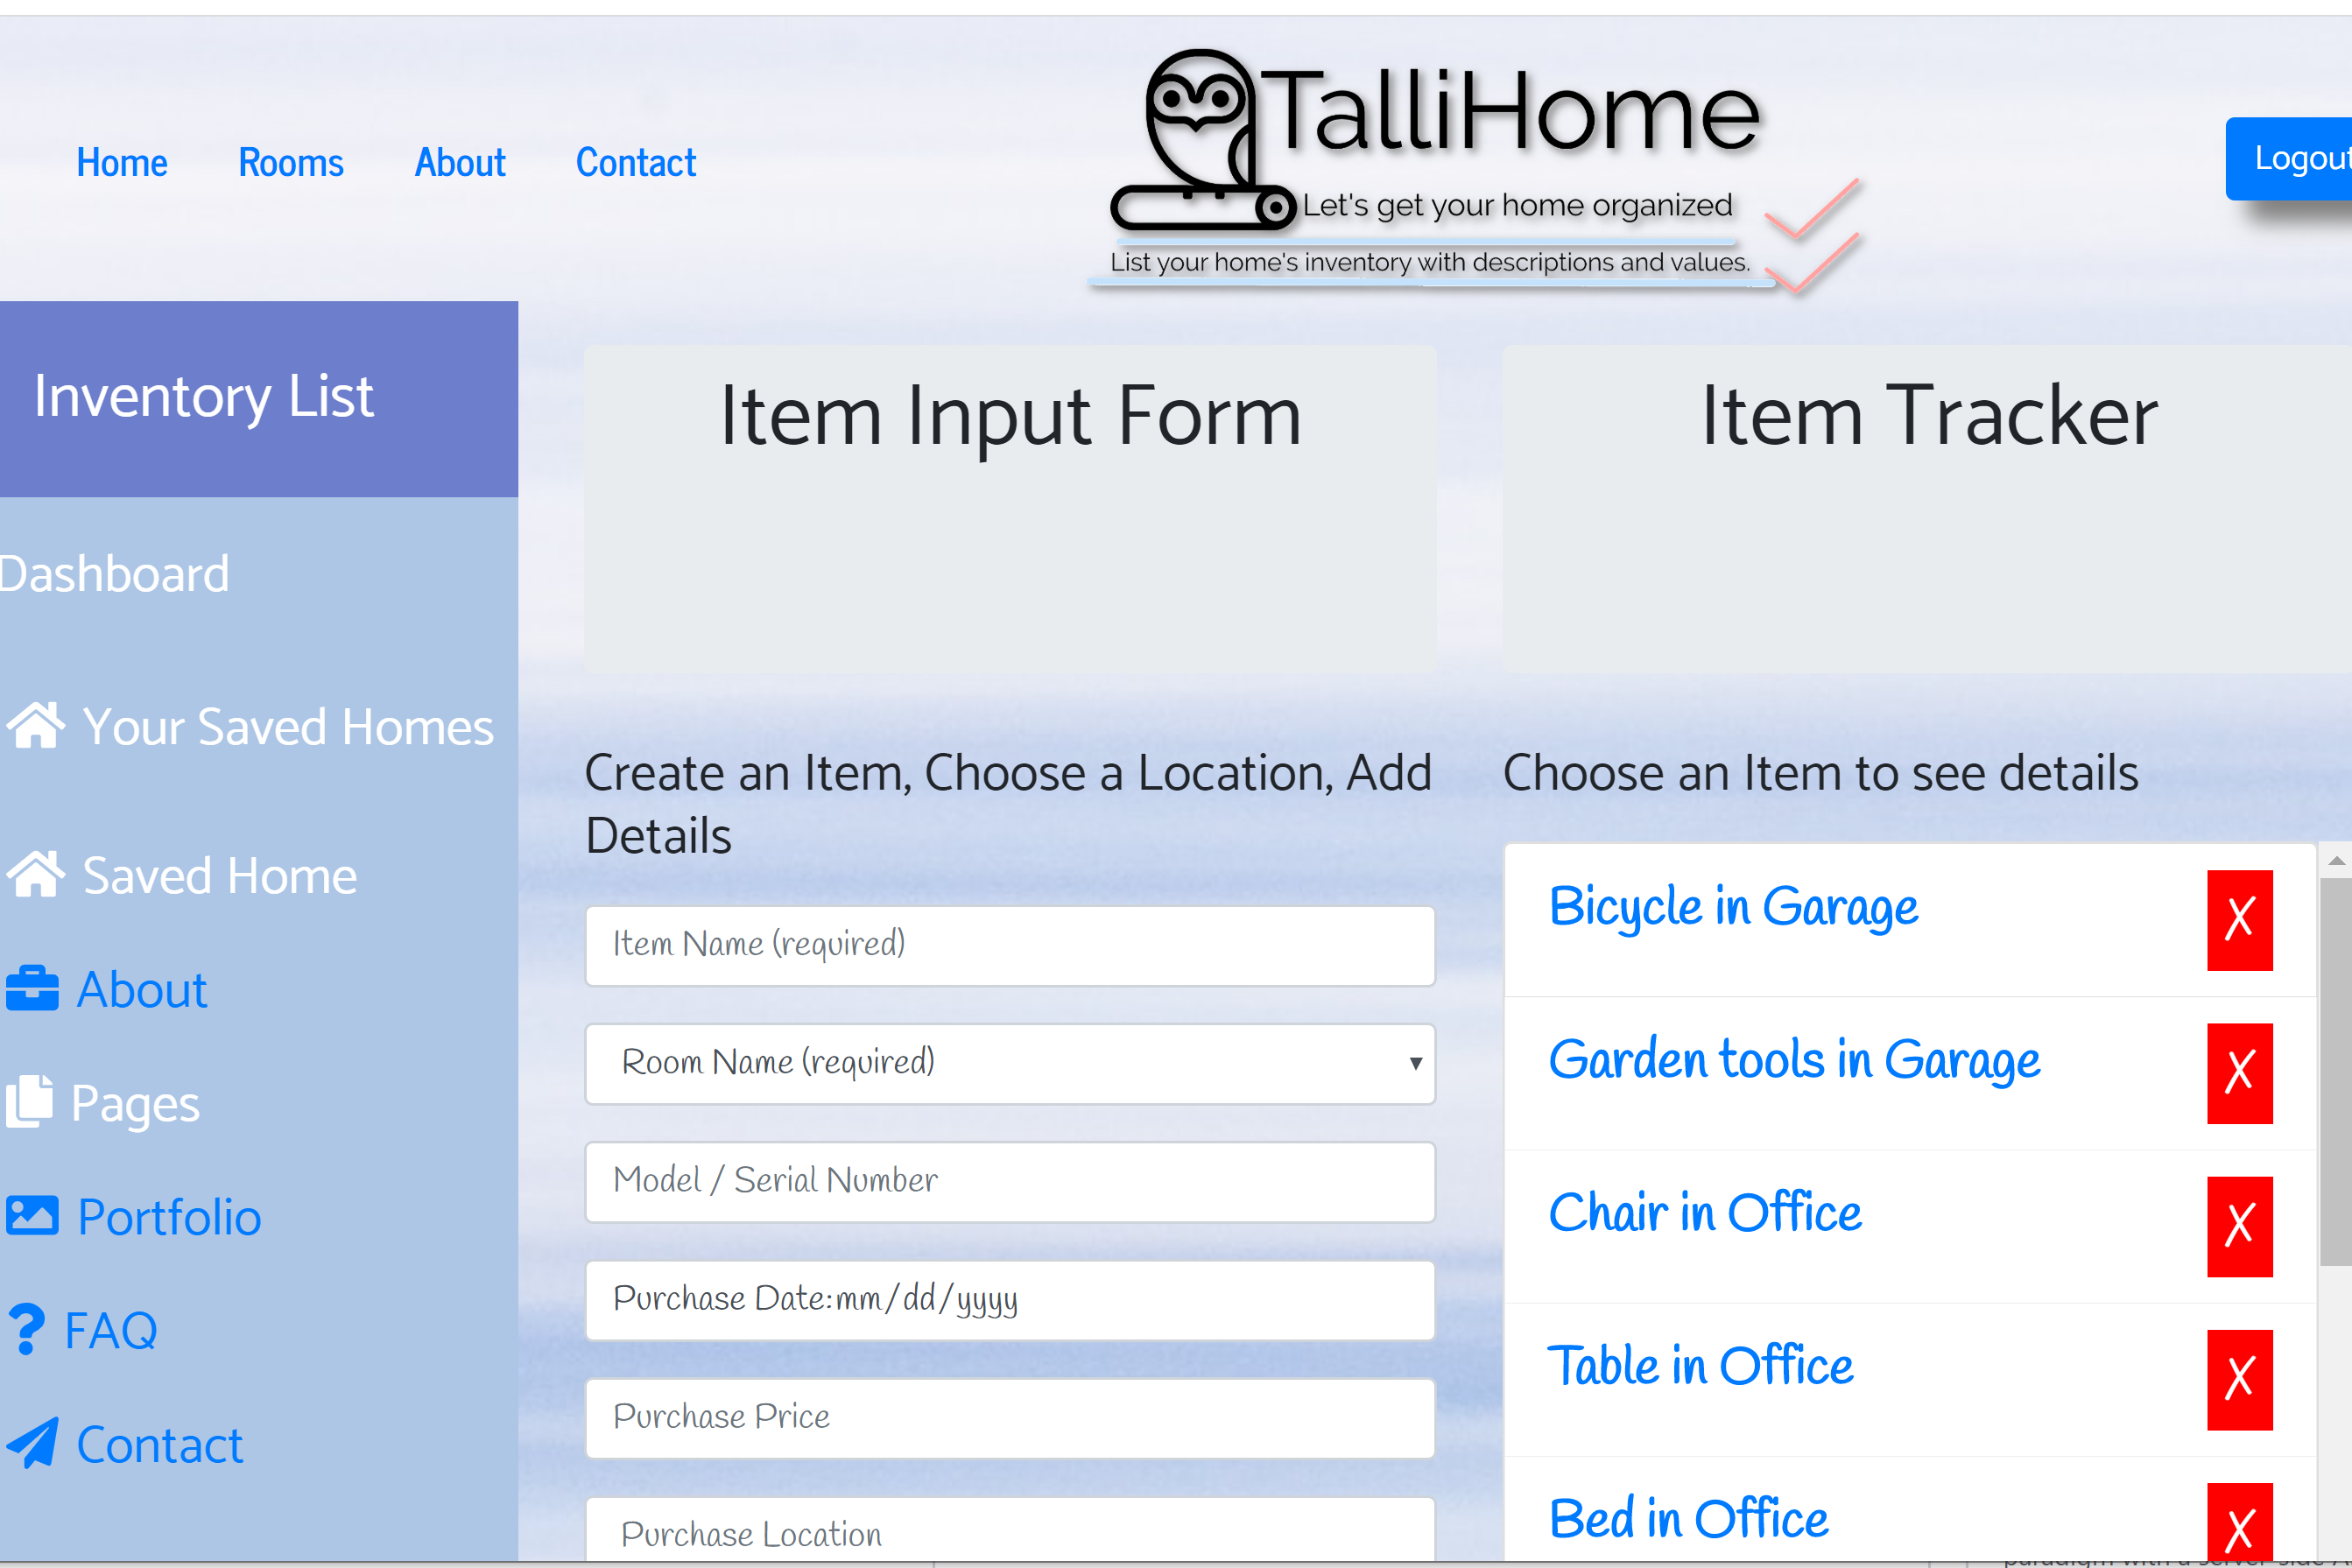 Home Rooms About Contact
TalliHome
Let's get your home organized
List your home's inventory with descriptions and values.
Logout
Inventory List
Dashboard
Your Saved Homes
Saved Home
About
Pages
Portfolio
FAQ
Contact
Item Input Form
Create an Item, Choose a Location, Add
Details
Item Name (required)
Room Name (required)
Model / Serial Number
Purchase Date:mm/dd/yyyy
Purchase Price
Purchase Location
Item Tracker
Choose an Item to see details
Bicycle in Garage X
Garden tools in Garage X
Chair in Office X
Table in Office X
Bed in Office X